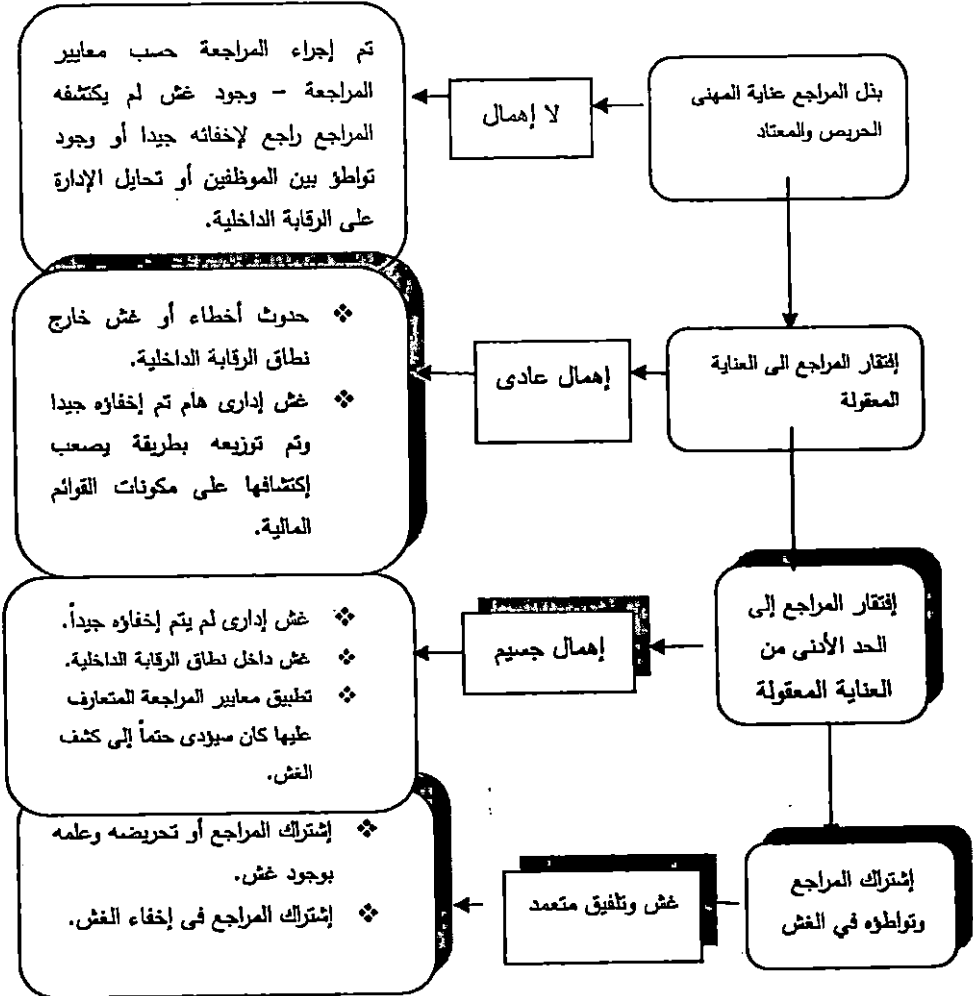 بذل المراجع عناية المهنى
الحريص والمعتاد
لا إهمال
تم إجراء المراجعة حسب معايير
المراجعة – وجود غش لم يكتشفه
المراجع راجع لإخفائه جيدا أو وجود
تواطؤ بين الموظفين أو تحايل الإدارة
على الرقابة الداخلية.
إفتقار المراجع الى العناية
المعقولة
إهمال عادى
❖ حدوث أخطاء أو غش خارج
نطاق الرقابة الداخلية.
❖ غش إدارى هام تم إخفاؤه جيدا
وتم توزيعه بطريقة يصعب
إكتشافها على مكونات القوائم
المالية.
إفتقار المراجع إلى
الحد الأدنى من
العناية المعقولة
إهمال جسيم
❖ غش إدارى لم يتم إخفاؤه جيداً.
❖ غش داخل نطاق الرقابة الداخلية.
❖ تطبيق معايير المراجعة المتعارف
عليها كان سيؤدى حتماً إلى كشف
الغش.
إشتراك المراجع
وتواطؤه في الغش
غش وتلفيق متعمد
❖ إشتراك المراجع أو تحريضه وعلمه
بوجود غش.
❖ إشتراك المراجع فى إخفاء الغش.